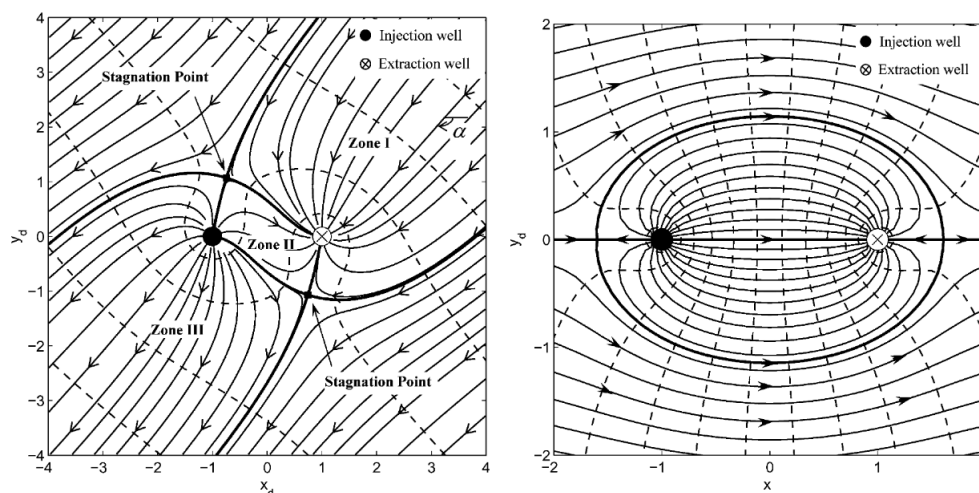 4
3
2
1
0
−1
−2
−3
−4
y_d
Injection well
Extraction well
Stagnation Point
Zone I
α
Zone II
Zone III
Stagnation Point
−4 −3 −2 −1 0 1 2 3 4
x_d
2
1
0
−1
−2
y_d
Injection well
Extraction well
−2 −1 0 1
x